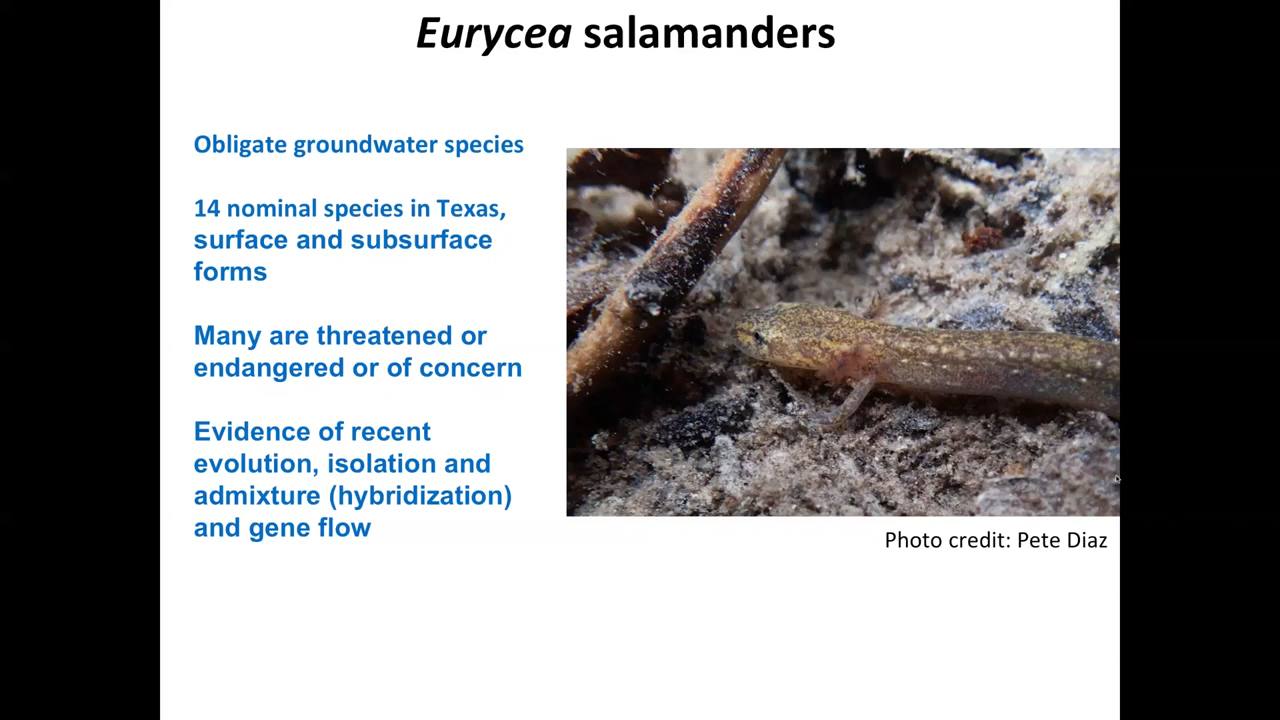 Eurycea salamanders
Obligate groundwater species
14 nominal species in Texas,
surface and subsurface
forms
Many are threatened or
endangered or of concern
Evidence of recent
evolution, isolation and
admixture (hybridization)
and gene flow
Photo credit: Pete Diaz